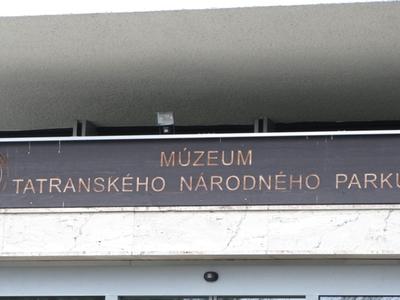 MÚZEUM
TATRANSKÉHO NÁRODNÉHO PARKU